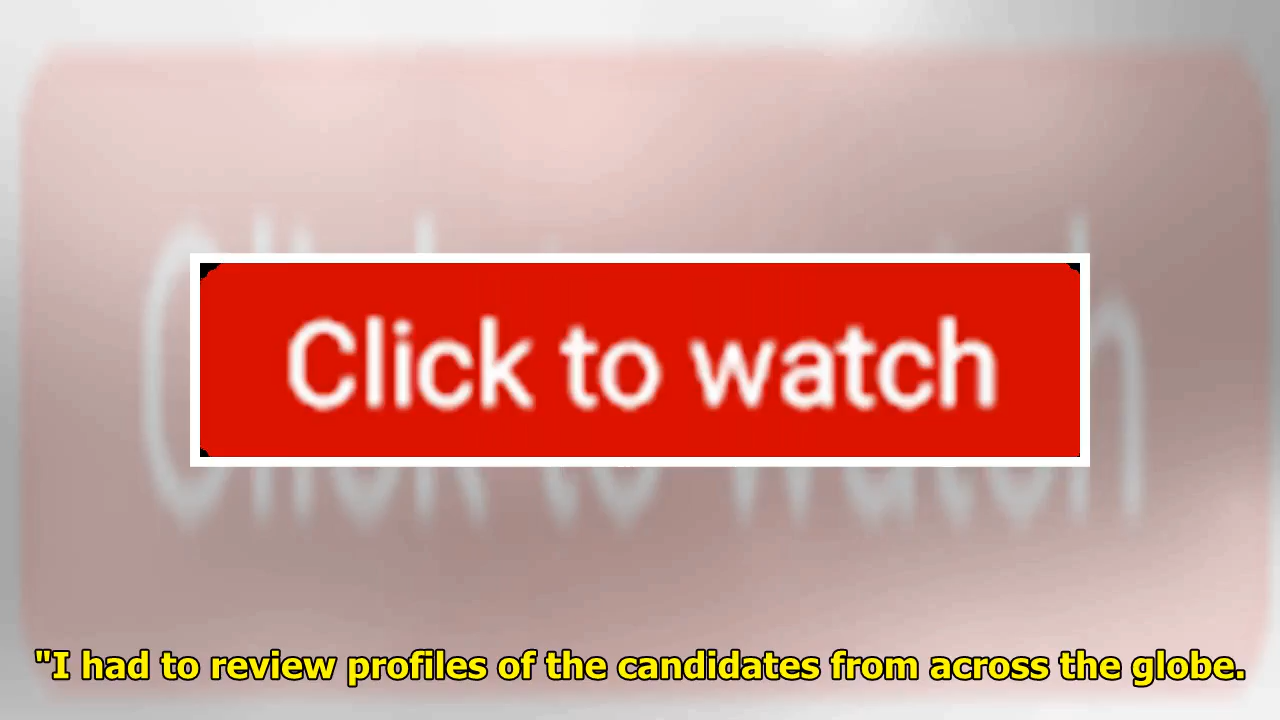 Click to watch
"I had to review profiles of the candidates from across the globe.